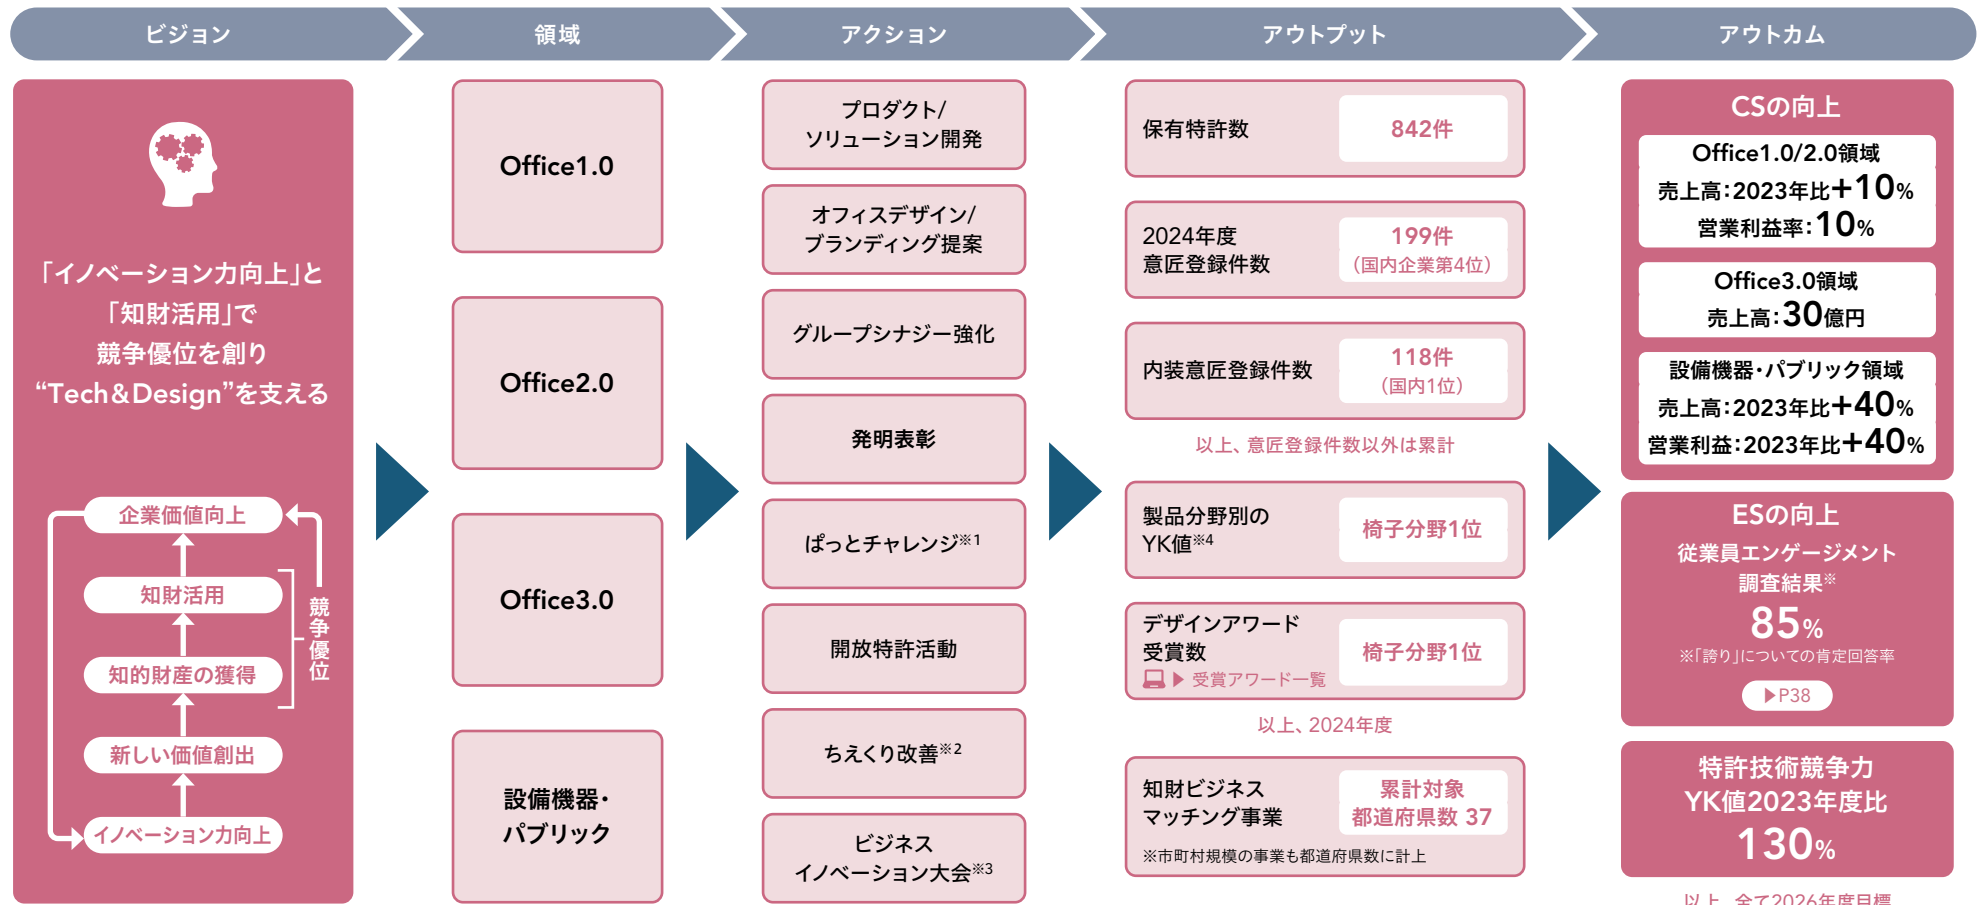 ビジョン
領域
アクション
アウトプット
アウトカム
「イノベーション力向上」と
「知財活用」で
競争優位を創り
“Tech&Design”を支える
企業価値向上
知財活用
知的財産の獲得
新しい価値創出
イノベーション力向上
競争優位
Office1.0
Office2.0
Office3.0
設備機器・
パブリック
プロダクト/
ソリューション開発
オフィスデザイン/
ブランディング提案
グループシナジー強化
発明表彰
ぱっとチャレンジ※1
開放特許活動
ちえくり改善※2
ビジネス
イノベーション大会※3
保有特許数
842件
2024年度
意匠登録件数
199件
（国内企業第4位）
内装意匠登録件数
118件
（国内1位）
以上、意匠登録件数以外は累計
製品分野別の
YK値※4
椅子分野1位
デザインアワード
受賞数
▶ 受賞アワード一覧
椅子分野1位
以上、2024年度
知財ビジネス
マッチング事業
累計対象
都道府県数 37
※市町村規模の事業も都道府県数に計上
CSの向上
Office1.0/2.0領域
売上高：2023年比+10%
営業利益率：10%
Office3.0領域
売上高：30億円
設備機器・パブリック領域
売上高：2023年比+40%
営業利益：2023年比+40%
ESの向上
従業員エンゲージメント
調査結果※
85%
※「誇り」についての肯定回答率
▶P38
特許技術競争力
YK値2023年度比
130%
以上、全て2026年度目標